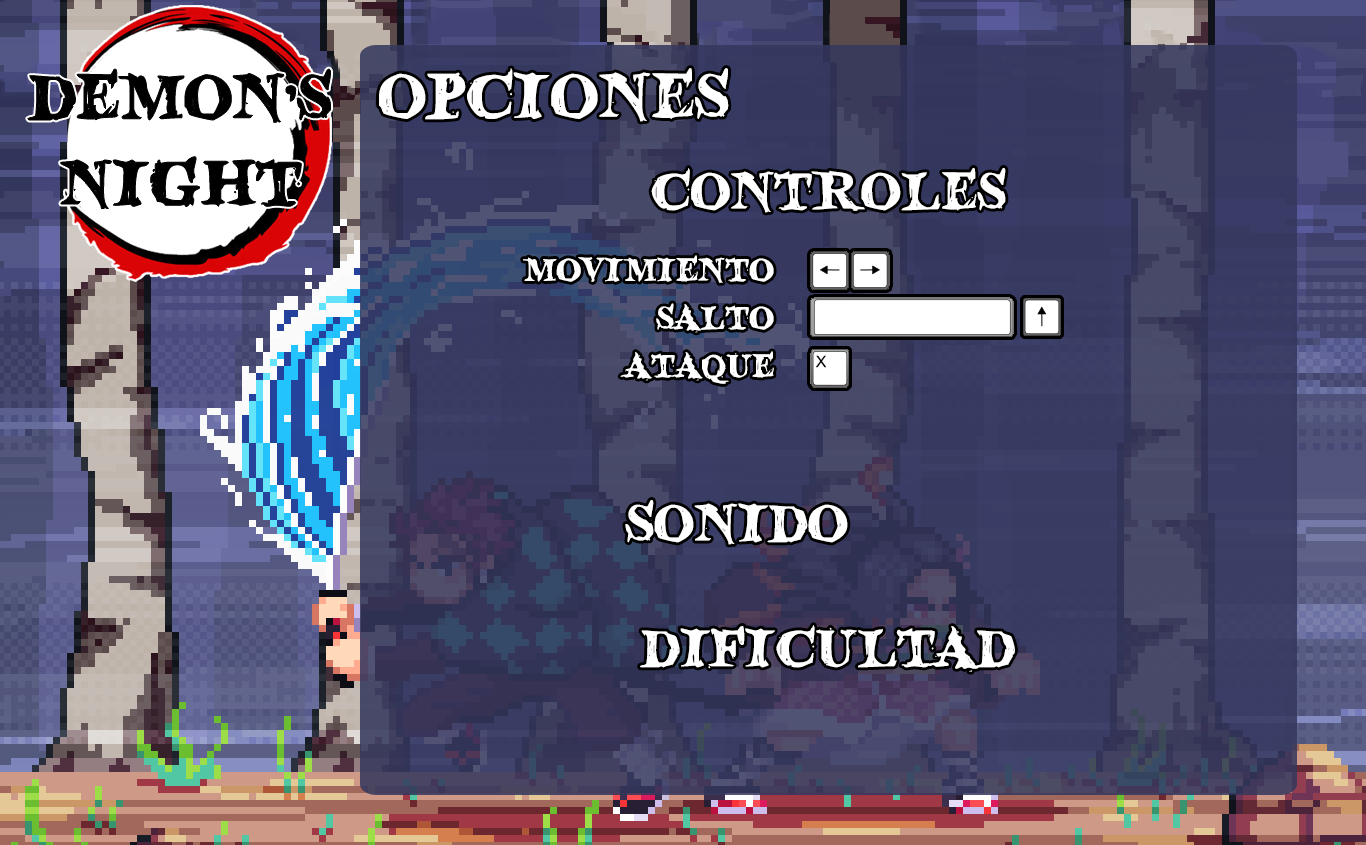 DEMON'S
NIGHT
OPCIONES
CONTROLES
MOVIMIENTO ← →
SALTO ↑
ATAQUE X
SONIDO
DIFICULTAD